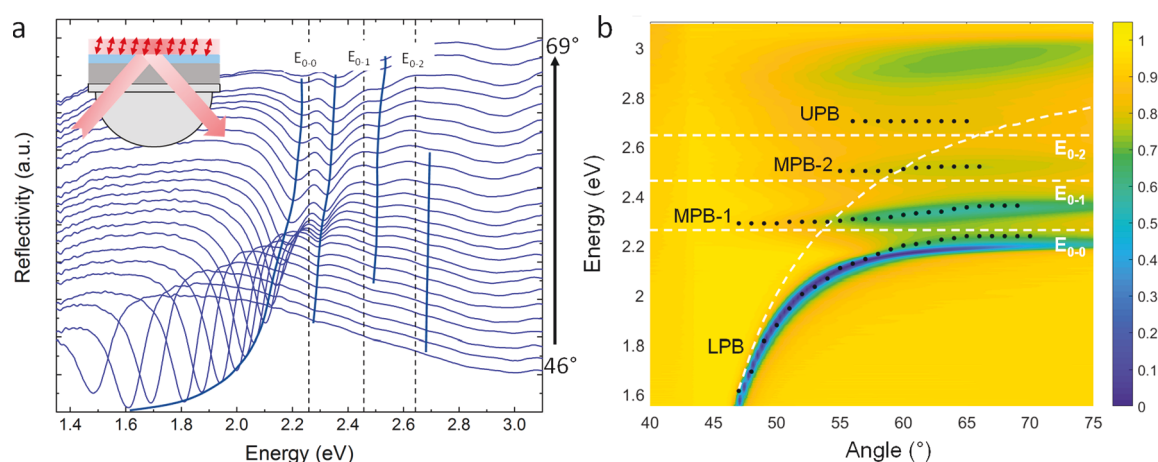 a
69°
E0-0
E0-1
E0-2
46°
Reflectivity (a.u.)
1.4 1.6 1.8 2.0 2.2 2.4 2.6 2.8 3.0
Energy (eV)
b
3
2.8
2.6
2.4
2.2
2
1.8
1.6
Energy (eV)
UPB
MPB-2
MPB-1
LPB
E0-2
E0-1
E0-0
40 45 50 55 60 65 70 75
Angle (°)
1
0.9
0.8
0.7
0.6
0.5
0.4
0.3
0.2
0.1
0